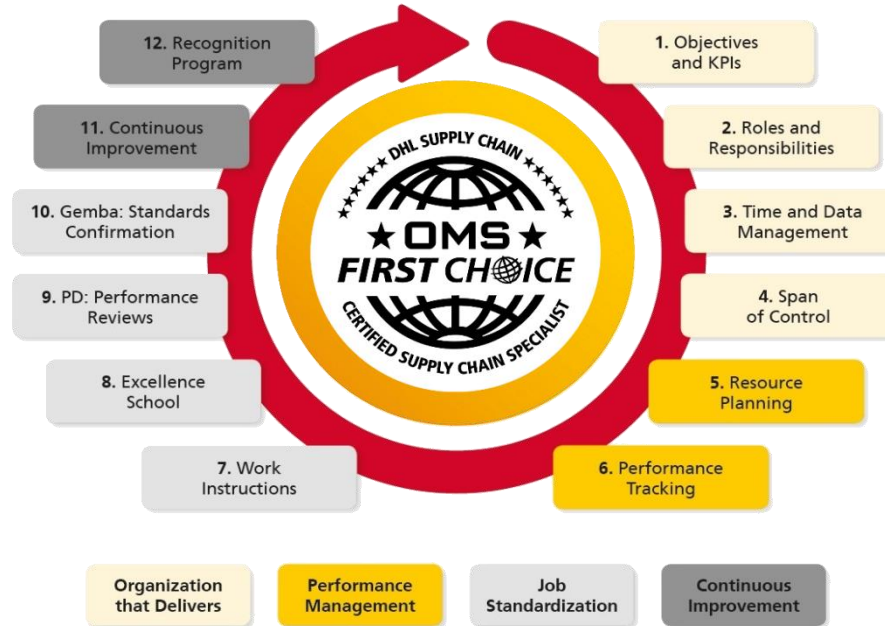 12. Recognition
Program
1. Objectives
and KPIs
11. Continuous
Improvement
2. Roles and
Responsibilities
10. Gemba: Standards
Confirmation
3. Time and Data
Management
9. PD: Performance
Reviews
4. Span
of Control
8. Excellence
School
5. Resource
Planning
7. Work
Instructions
6. Performance
Tracking
DHL SUPPLY CHAIN
OMS
FIRST CHOICE
CERTIFIED SUPPLY CHAIN SPECIALIST
Organization
that Delivers
Performance
Management
Job
Standardization
Continuous
Improvement